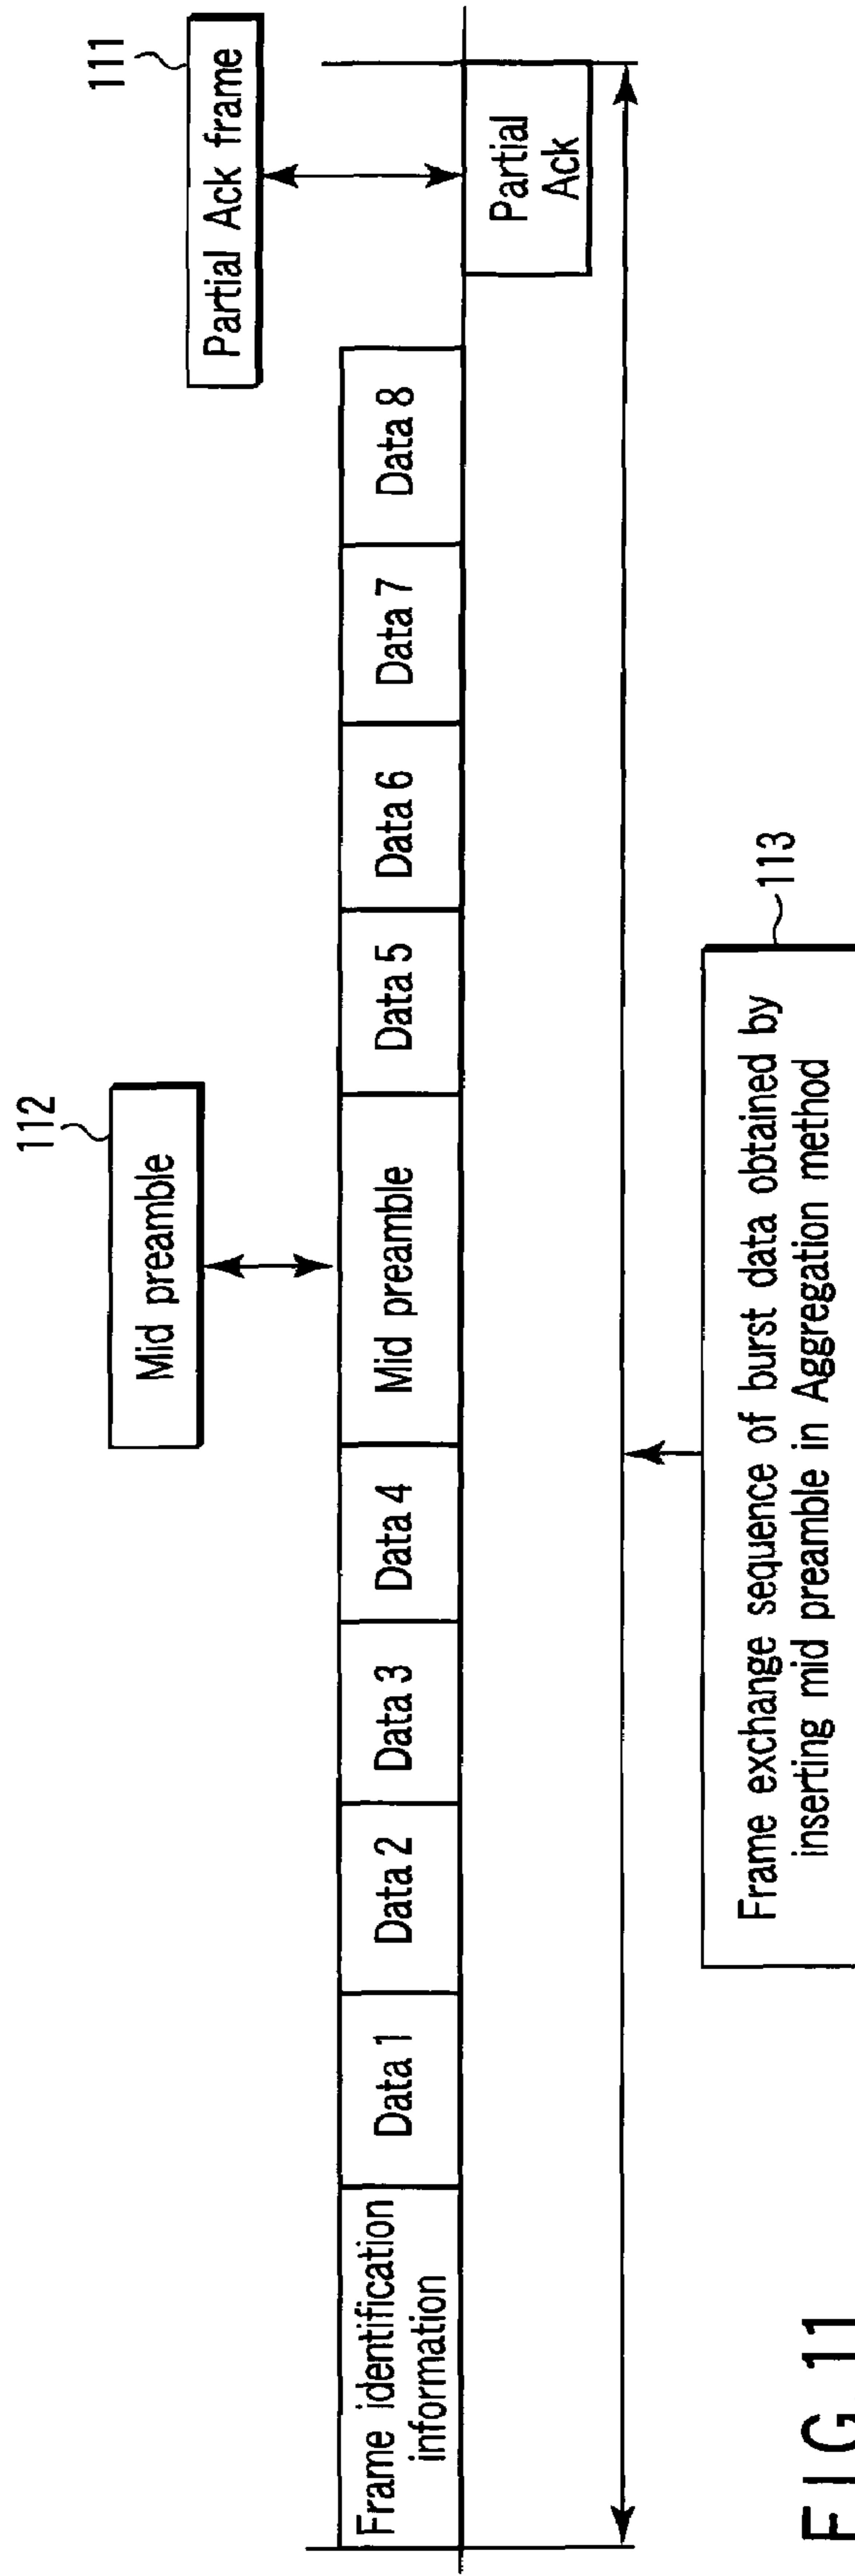 111
Partial Ack frame
112
Mid preamble
Frame identification
information
Data 1
Data 2
Data 3
Data 4
Mid preamble
Data 5
Data 6
Data 7
Data 8
Partial
Ack
113
Frame exchange sequence of burst data obtained by
inserting mid preamble in Aggregation method
FIG. 11